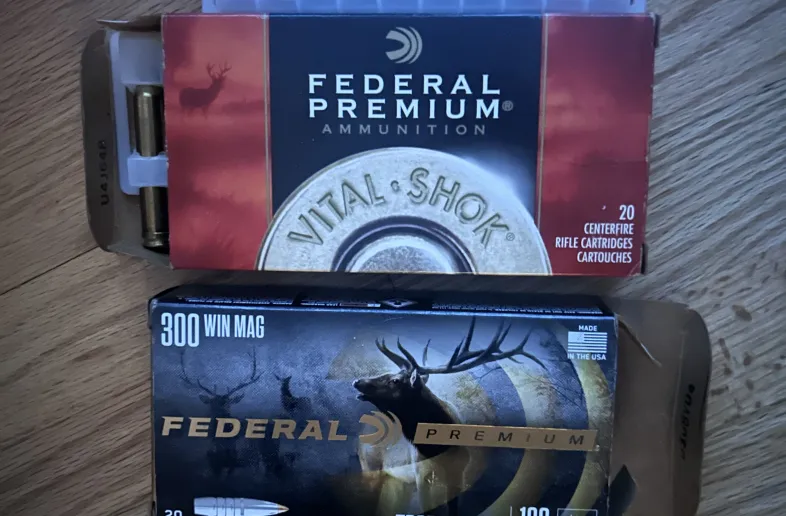 FEDERAL
PREMIUM®
AMMUNITION
VITAL·SHOK®
20
CENTERFIRE
RIFLE CARTRIDGES
CARTOUCHES
300 WIN MAG
MADE
IN THE USA
FEDERAL
PREMIUM
20